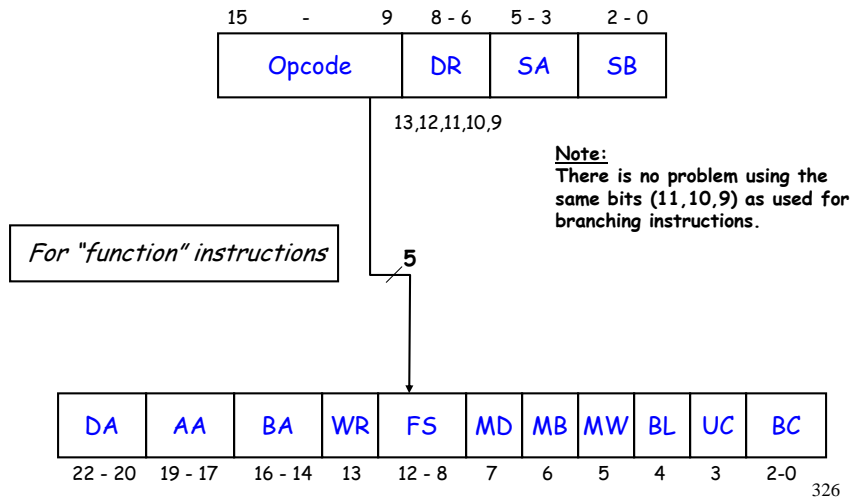 15 - 9 8 - 6 5 - 3 2 - 0
Opcode DR SA SB
13,12,11,10,9
Note:
There is no problem using the
same bits (11,10,9) as used for
branching instructions.
For "function" instructions
5
DA AA BA WR FS MD MB MW BL UC BC
22 - 20 19 - 17 16 - 14 13 12 - 8 7 6 5 4 3 2-0
326